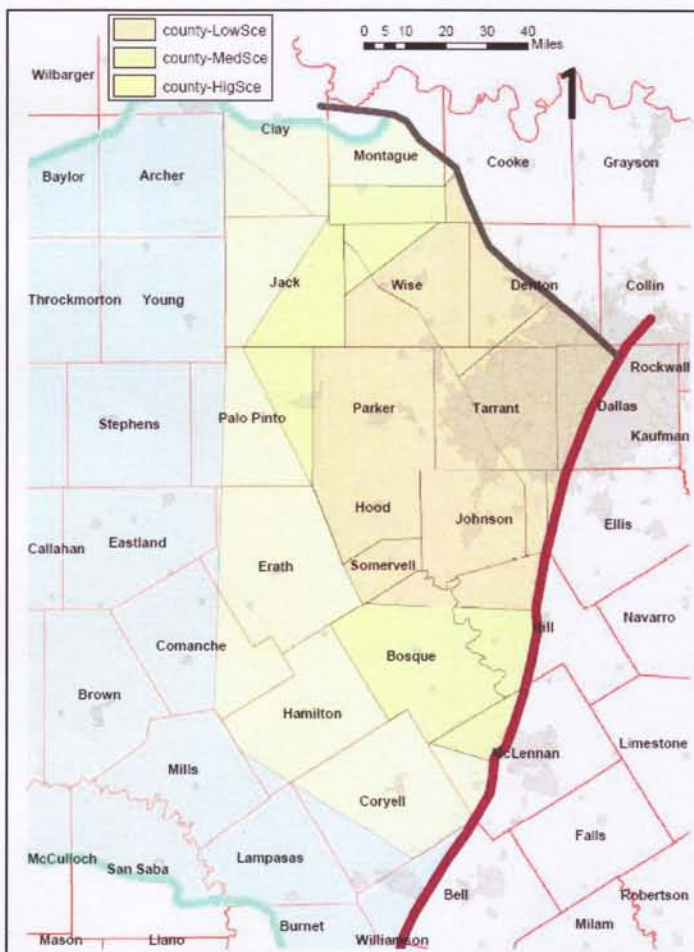 county-LowSce
county-MedSce
county-HigSce
0 5 10 20 30 40
Miles
1
Wilbarger
Clay
Montague
Cooke
Grayson
Baylor
Archer
Jack
Wise
Denton
Collin
Throckmorton
Young
Rockwall
Stephens
Palo Pinto
Parker
Tarrant
Dallas
Kaufman
Hood
Johnson
Ellis
Callahan
Eastland
Erath
Somervell
Navarro
Comanche
Bosque
Hill
Brown
Hamilton
Limestone
Mills
McLennan
Coryell
Falls
McCulloch
San Saba
Lampasas
Bell
Robertson
Burnet
Milam
Mason
Llano
Williamson